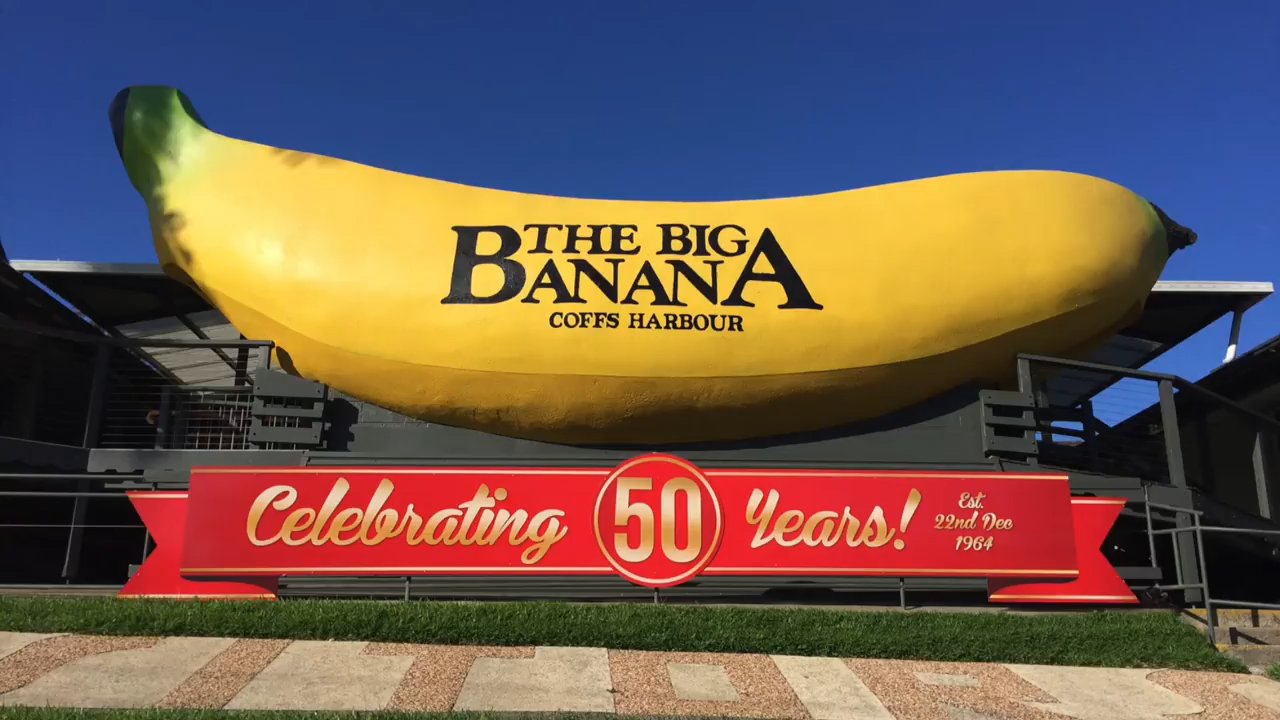 THE BIG
BANANA
COFFS HARBOUR
Celebrating 50 Years!
Est.
22nd Dec
1964